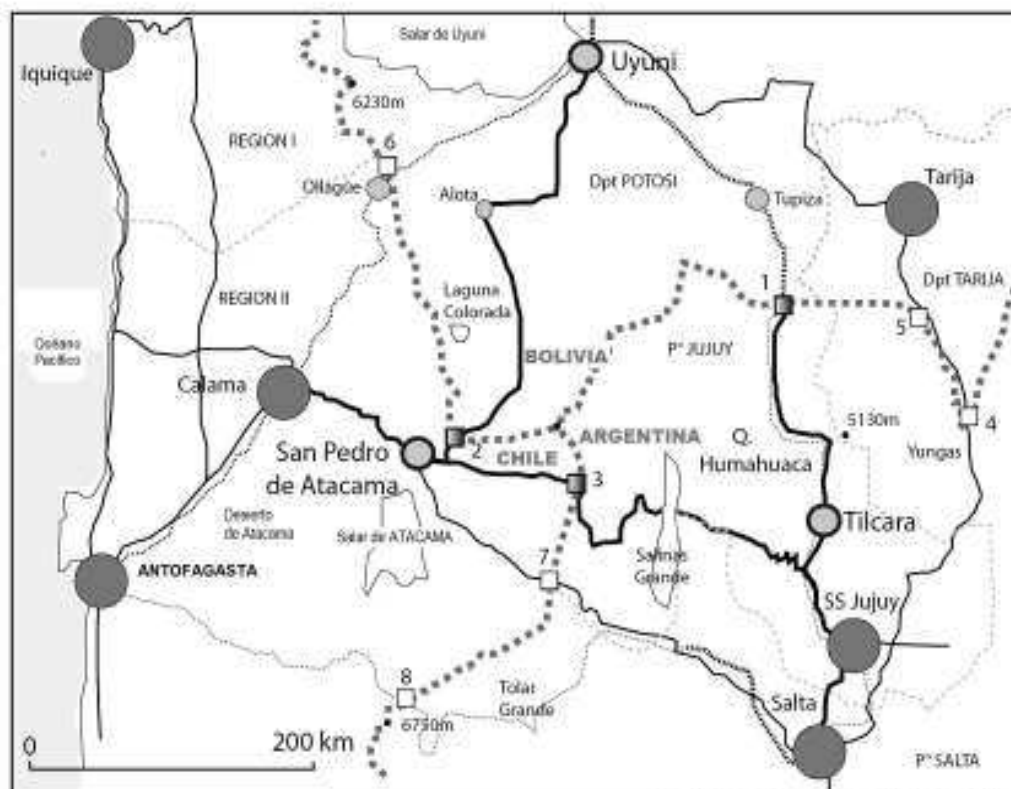 Salar de Uyuni
Iquique
Uyuni
6230m
REGION I
6
Ollagüe
Alota
Dpt POTOSI
Tarija
Tupiza
REGION II
Laguna
Colorada
1
Dpt TARIJA
5
Océano
Pacífico
BOLIVIA
Pª JUJUY
Calama
4
5130m
ARGENTINA
Q.
Humahuaca
Yungas
San Pedro
de Atacama
2
CHILE
3
Desierto
de Atacama
Salar de ATACAMA
Tilcara
Salinas
Grande
7
ANTOFAGASTA
SS Jujuy
8
Tolar
Grande
Salta
6750m
0
200 km
Pª SALTA